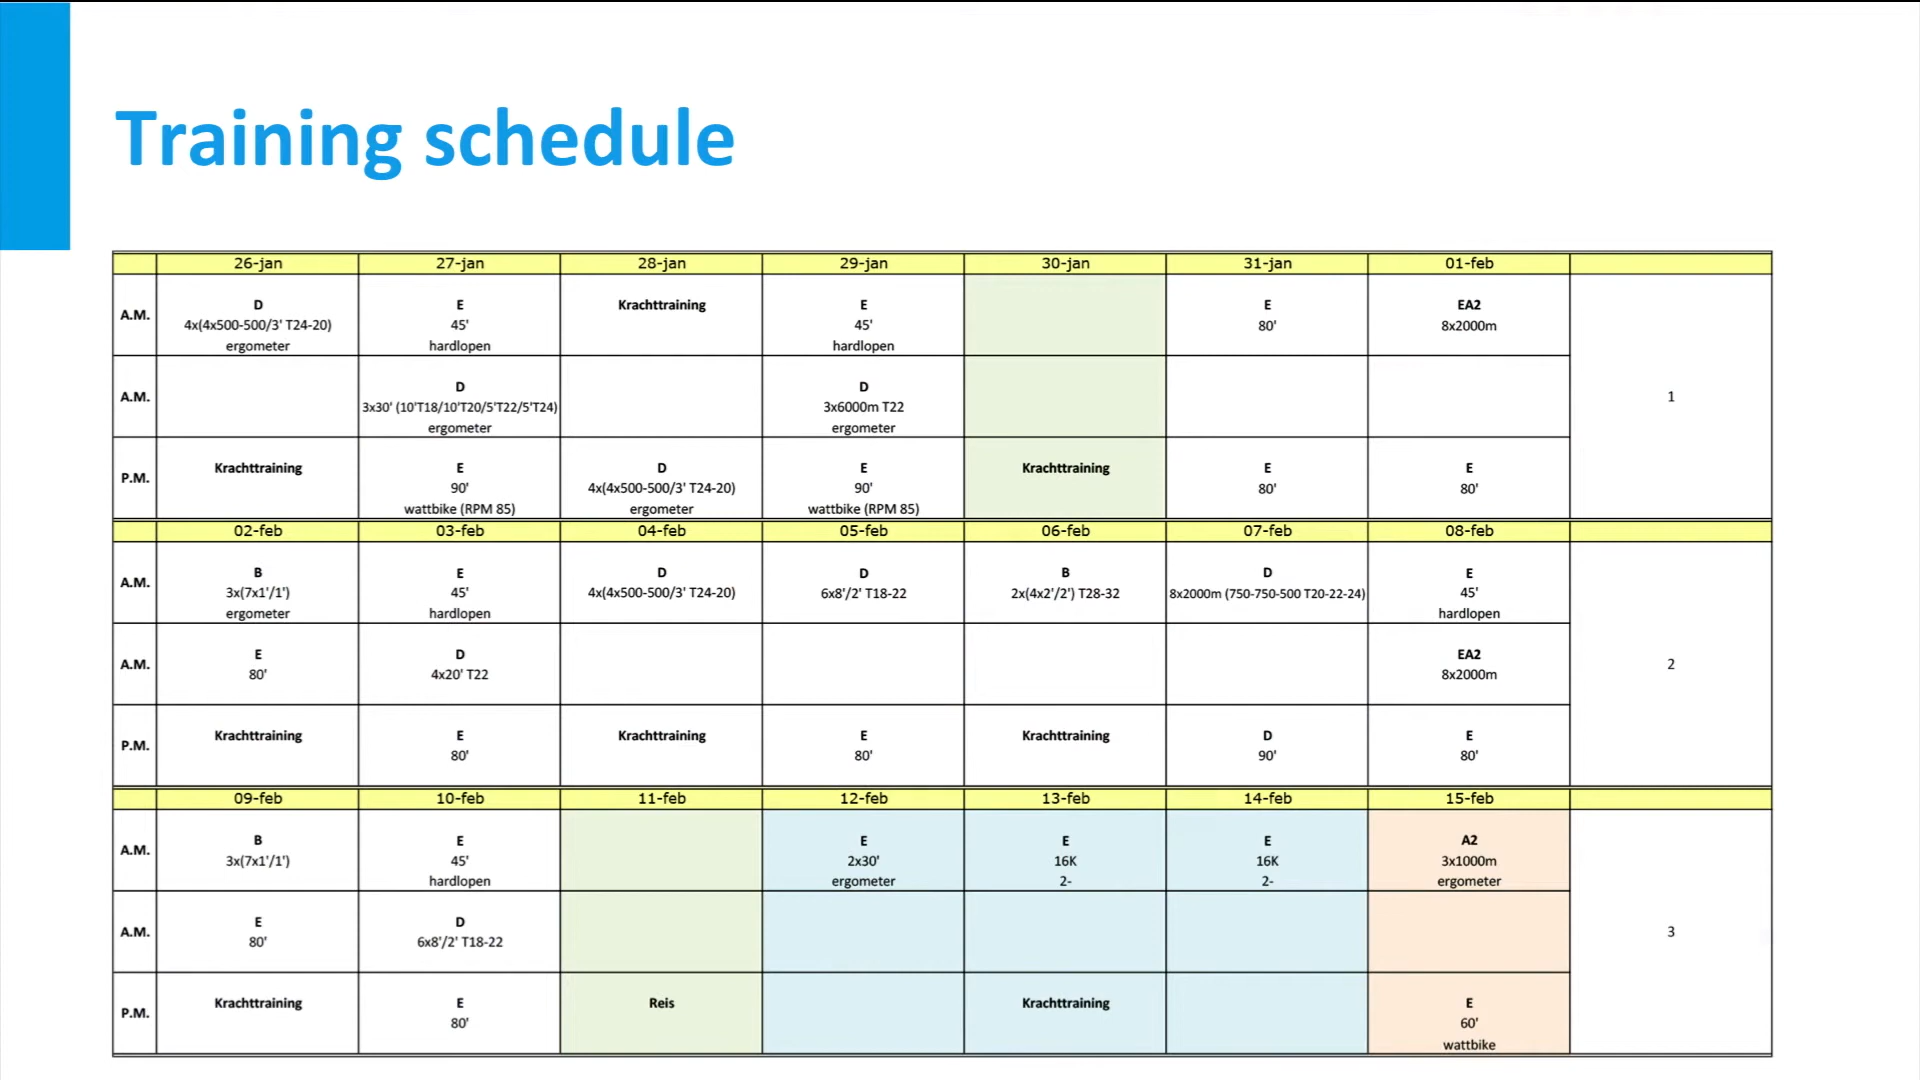 Training schedule
26-jan 27-jan 28-jan 29-jan 30-jan 31-jan 01-feb
A.M.
D
4x(4x500-500/3' T24-20)
ergometer
E
45'
hardlopen
Krachttraining
E
45'
hardlopen
E
80'
EA2
8x2000m
1
A.M.
D
3x30' (10'T18/10'T20/5'T22/5'T24)
ergometer
D
3x6000m T22
ergometer
P.M.
Krachttraining
E
90'
wattbike (RPM 85)
D
4x(4x500-500/3' T24-20)
ergometer
E
90'
wattbike (RPM 85)
Krachttraining
E
80'
E
80'
02-feb 03-feb 04-feb 05-feb 06-feb 07-feb 08-feb
A.M.
B
3x(7x1'/1')
ergometer
E
45'
hardlopen
D
4x(4x500-500/3' T24-20)
D
6x8'/2' T18-22
B
2x(4x2'/2') T28-32
D
8x2000m (750-750-500 T20-22-24)
E
45'
hardlopen
2
A.M.
E
80'
D
4x20' T22
EA2
8x2000m
P.M.
Krachttraining
E
80'
Krachttraining
E
80'
Krachttraining
D
90'
E
80'
09-feb 10-feb 11-feb 12-feb 13-feb 14-feb 15-feb
A.M.
B
3x(7x1'/1')
E
45'
hardlopen
E
2x30'
ergometer
E
16K
2-
E
16K
2-
A2
3x1000m
ergometer
3
A.M.
E
80'
D
6x8'/2' T18-22
P.M.
Krachttraining
E
80'
Reis
Krachttraining
E
60'
wattbike